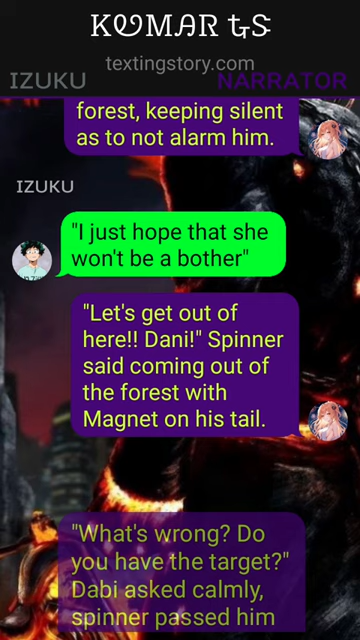 KUMAR GS
textingstory.com
IZUKU
NARRATOR
forest, keeping silent
as to not alarm him.
IZUKU
"I just hope that she
won't be a bother"
"Let's get out of
here!! Dani!" Spinner
said coming out of
the forest with
Magnet on his tail.
"What's wrong? Do
you have the target?"
Dabi asked calmly,
spinner passed him